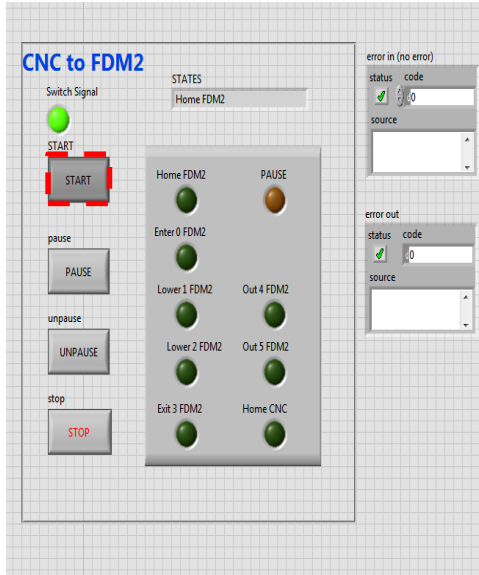 CNC to FDM2
Switch Signal
STATES
Home FDM2
START
START
pause
PAUSE
unpause
UNPAUSE
stop
STOP
Home FDM2 PAUSE
Enter 0 FDM2
Lower 1 FDM2 Out 4 FDM2
Lower 2 FDM2 Out 5 FDM2
Exit 3 FDM2 Home CNC
error in (no error)
status code
0
source
error out
status code
0
source